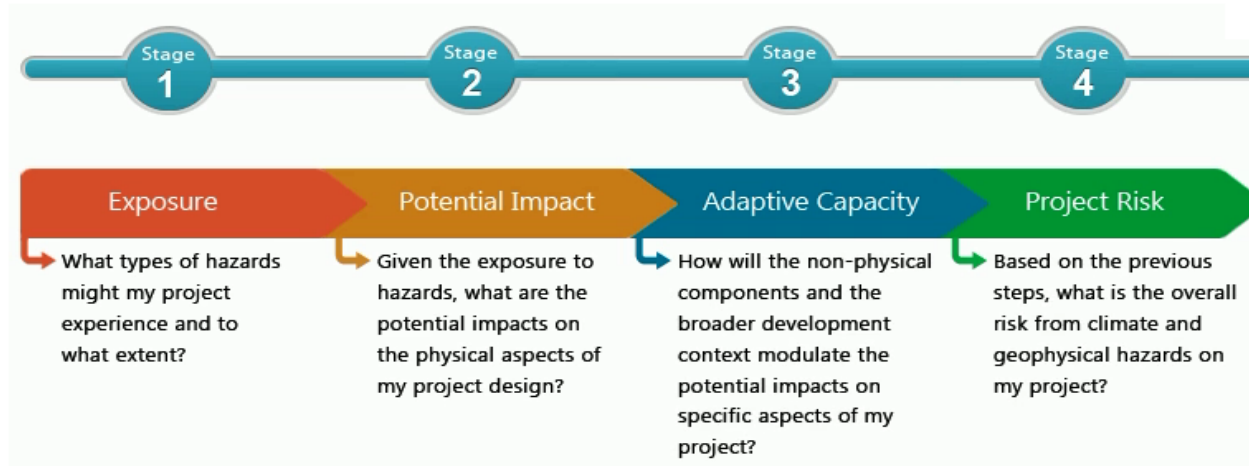 Stage
1
Stage
2
Stage
3
Stage
4
Exposure
Potential Impact
Adaptive Capacity
Project Risk
What types of hazards
might my project
experience and to
what extent?
Given the exposure to
hazards, what are the
potential impacts on
the physical aspects of
my project design?
How will the non-physical
components and the
broader development
context modulate the
potential impacts on
specific aspects of my
project?
Based on the previous
steps, what is the overall
risk from climate and
geophysical hazards on
my project?